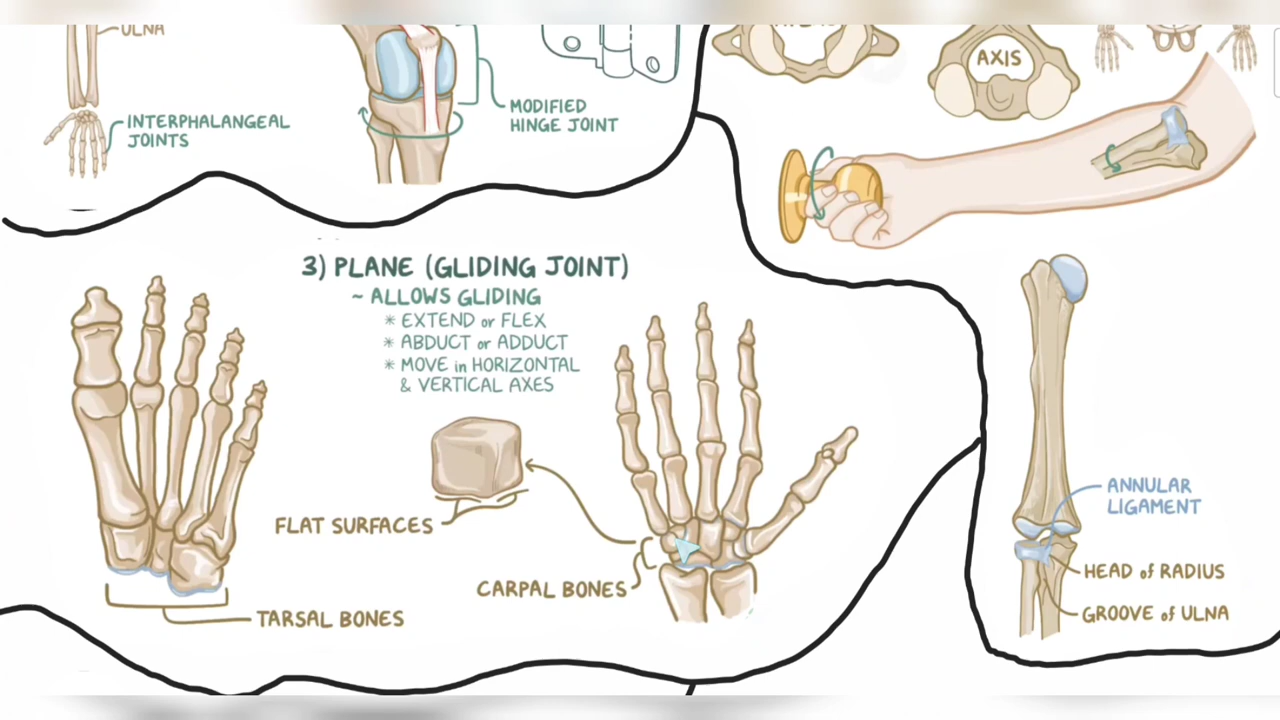 ULNA
INTERPHALANGEAL
JOINTS
MODIFIED
HINGE JOINT
AXIS
3) PLANE (GLIDING JOINT)
~ ALLOWS GLIDING
* EXTEND or FLEX
* ABDUCT or ADDUCT
* MOVE in HORIZONTAL
& VERTICAL AXES
FLAT SURFACES
CARPAL BONES
TARSAL BONES
ANNULAR
LIGAMENT
HEAD of RADIUS
GROOVE of ULNA